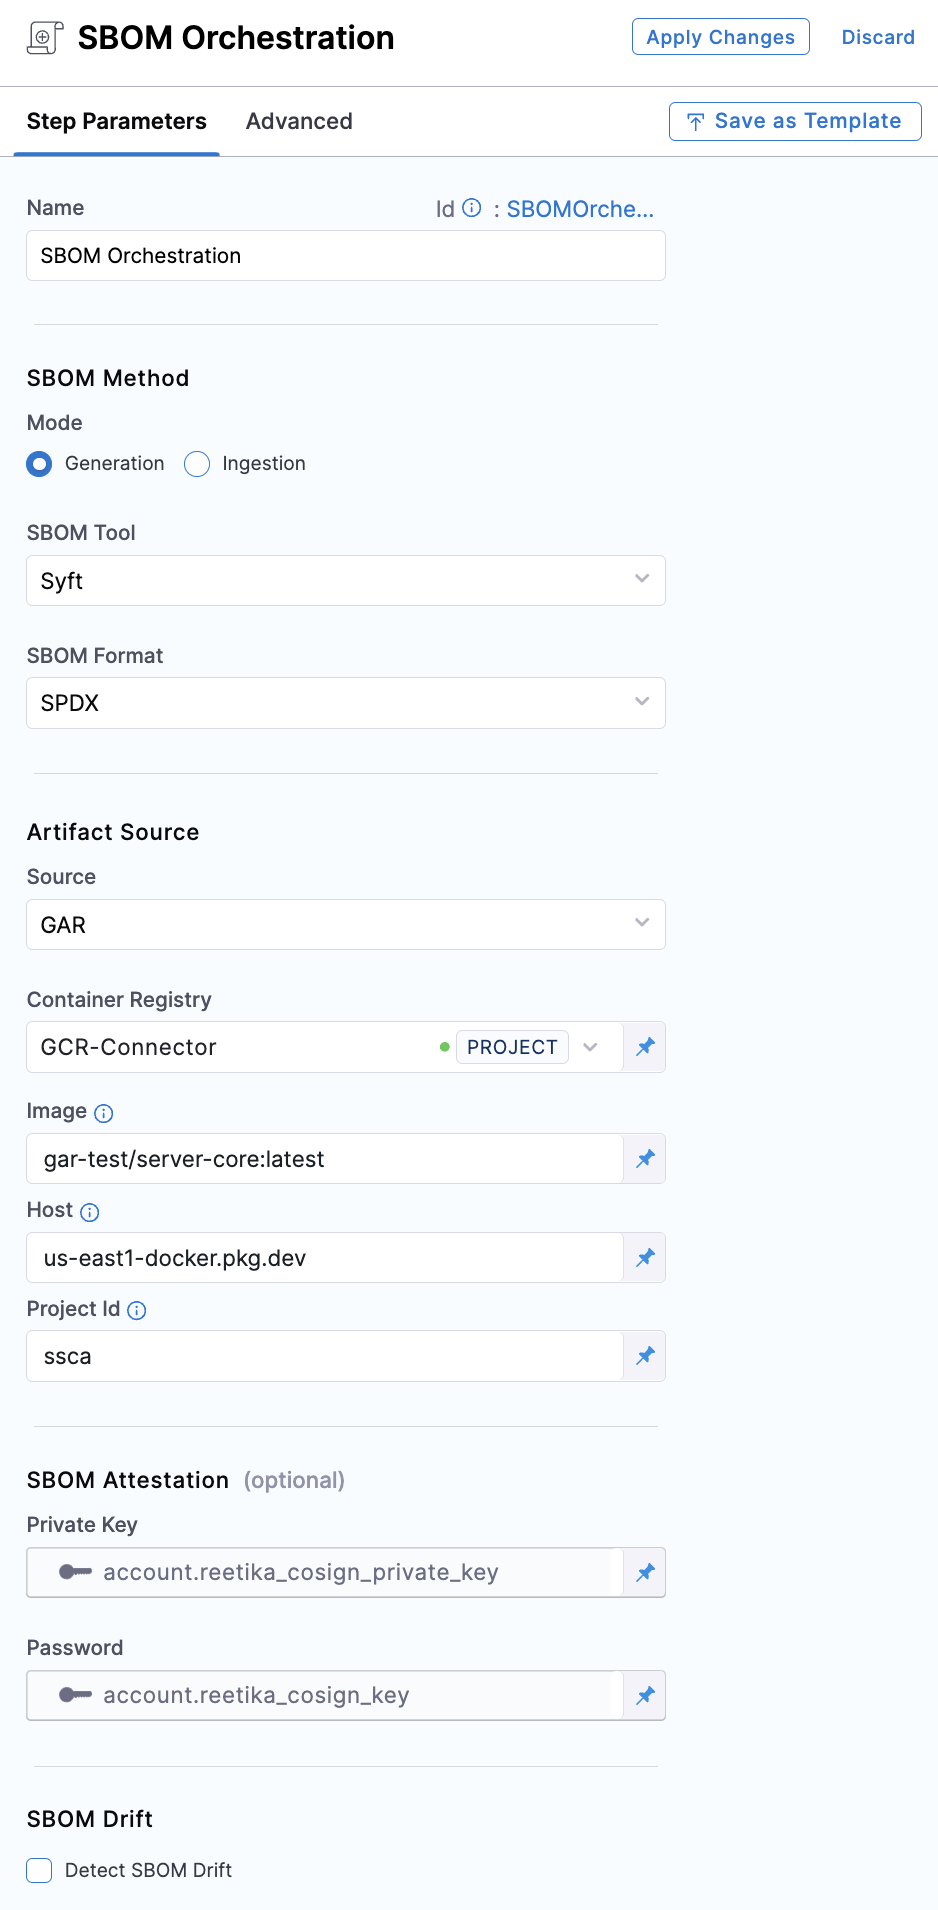 SBOM Orchestration
Apply Changes
Discard
Step Parameters
Advanced
Save as Template
Name
Id : SBOMOrche...
SBOM Orchestration
SBOM Method
Mode
Generation
Ingestion
SBOM Tool
Syft
SBOM Format
SPDX
Artifact Source
Source
GAR
Container Registry
GCR-Connector
PROJECT
Image
gar-test/server-core:latest
Host
us-east1-docker.pkg.dev
Project Id
ssca
SBOM Attestation (optional)
Private Key
account.reetika_cosign_private_key
Password
account.reetika_cosign_key
SBOM Drift
Detect SBOM Drift